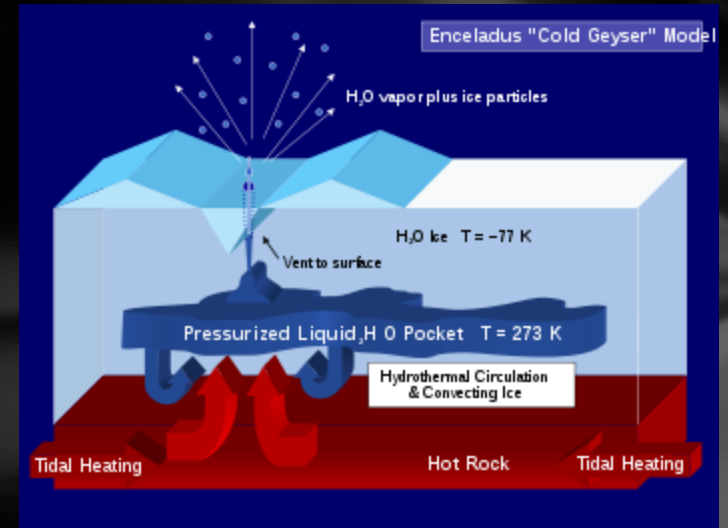 Enceladus "Cold Geyser" Model
H₂O vapor plus ice particles
H₂O Ice T = −77 K
Vent to surface
Pressurized Liquid ₂H O Pocket T = 273 K
Hydrothermal Circulation
& Convecting Ice
Tidal Heating
Hot Rock
Tidal Heating